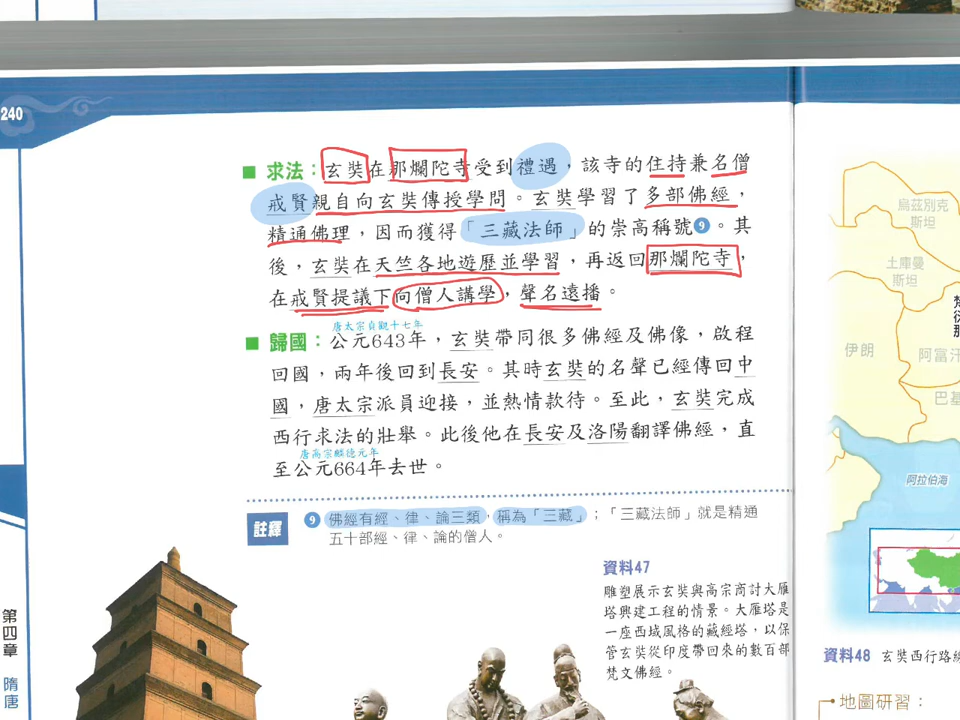 240
■ 求法：玄奘在那爛陀寺受到禮遇，該寺的住持兼名僧
戒賢親自向玄奘傳授學問。玄奘學習了多部佛經，
精通佛理，因而獲得「三藏法師」的崇高稱號❾。其
後，玄奘在天竺各地遊歷並學習，再返回那爛陀寺，
在戒賢提議下向僧人講學，聲名遠播。
唐太宗貞觀十七年
■ 歸國：公元643年，玄奘帶同很多佛經及佛像，啟程
回國，兩年後回到長安。其時玄奘的名聲已經傳回中
國，唐太宗派員迎接，並熱情款待。至此，玄奘完成
西行求法的壯舉。此後他在長安及洛陽翻譯佛經，直
唐高宗麟德元年
至公元664年去世。
註釋
❾ 佛經有經、律、論三類，稱為「三藏」；「三藏法師」就是精通
五十部經、律、論的僧人。
資料47
雕塑展示玄奘與高宗商討大雁
塔興建工程的情景。大雁塔是
一座西域風格的藏經塔，以保
管玄奘從印度帶回來的數百部
梵文佛經。
第四章 隋唐
烏茲別克
斯坦
土庫曼
斯坦
梵衍那
伊朗
阿富汗
巴基
阿拉伯海
資料48 玄奘西行路線
地圖研習：